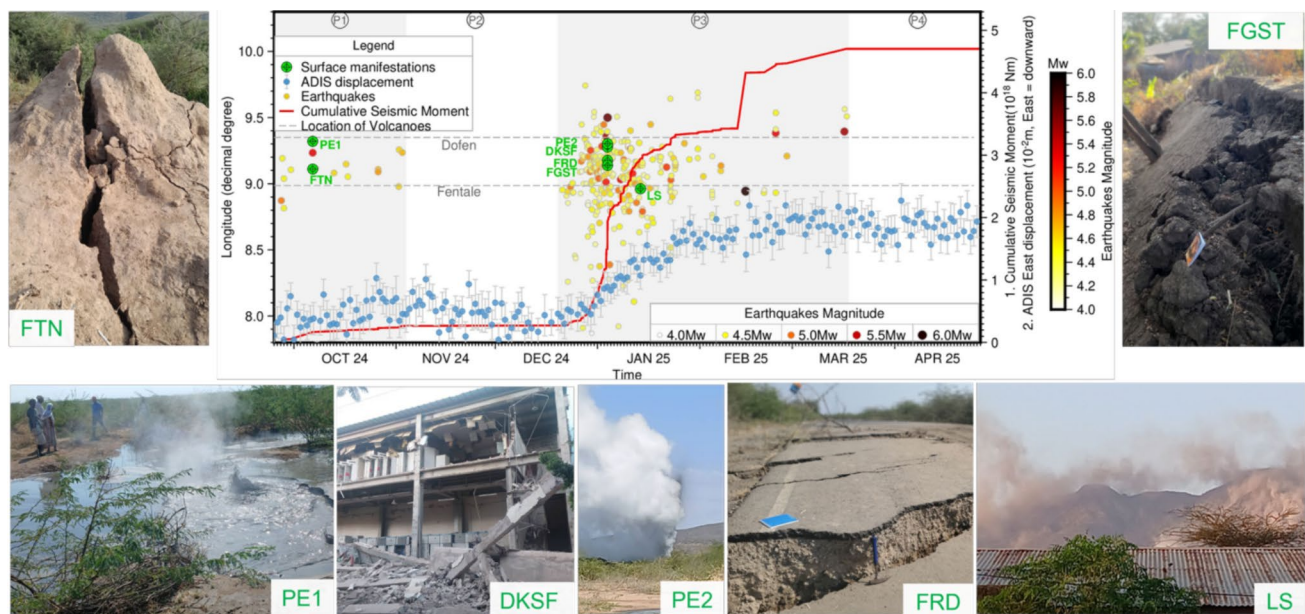 P1
P2
P3
P4
FGST
Legend
Surface manifestations
ADIS displacement
Earthquakes
Cumulative Seismic Moment
Location of Volcanoes
Longitude (decimal degree)
10.0
9.5
9.0
8.5
8.0
PE1
FTN
Dofen
Fentale
PE2
DKSF
FRD
FGST
LS
5
4
3
2
1
0
1. Cumulative Seismic Moment(10¹⁸ Nm)
2. ADIS East displacement (10⁻²m, East = downward)
Mw
6.0
5.8
5.6
5.4
5.2
5.0
4.8
4.6
4.4
4.2
4.0
Earthquakes Magnitude
Earthquakes Magnitude
4.0Mw 4.5Mw 5.0Mw 5.5Mw 6.0Mw
OCT 24 NOV 24 DEC 24 JAN 25 FEB 25 MAR 25 APR 25
Time
FTN
PE1
DKSF
PE2
FRD
LS